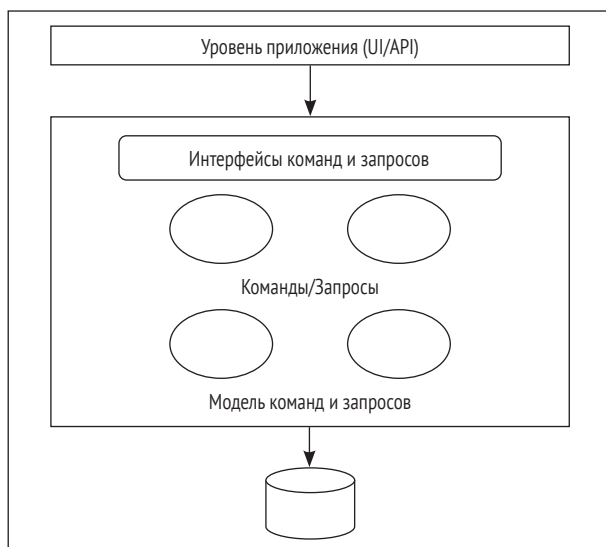 Уровень приложения (UI/API)
Интерфейсы команд и запросов
Команды/Запросы
Модель команд и запросов